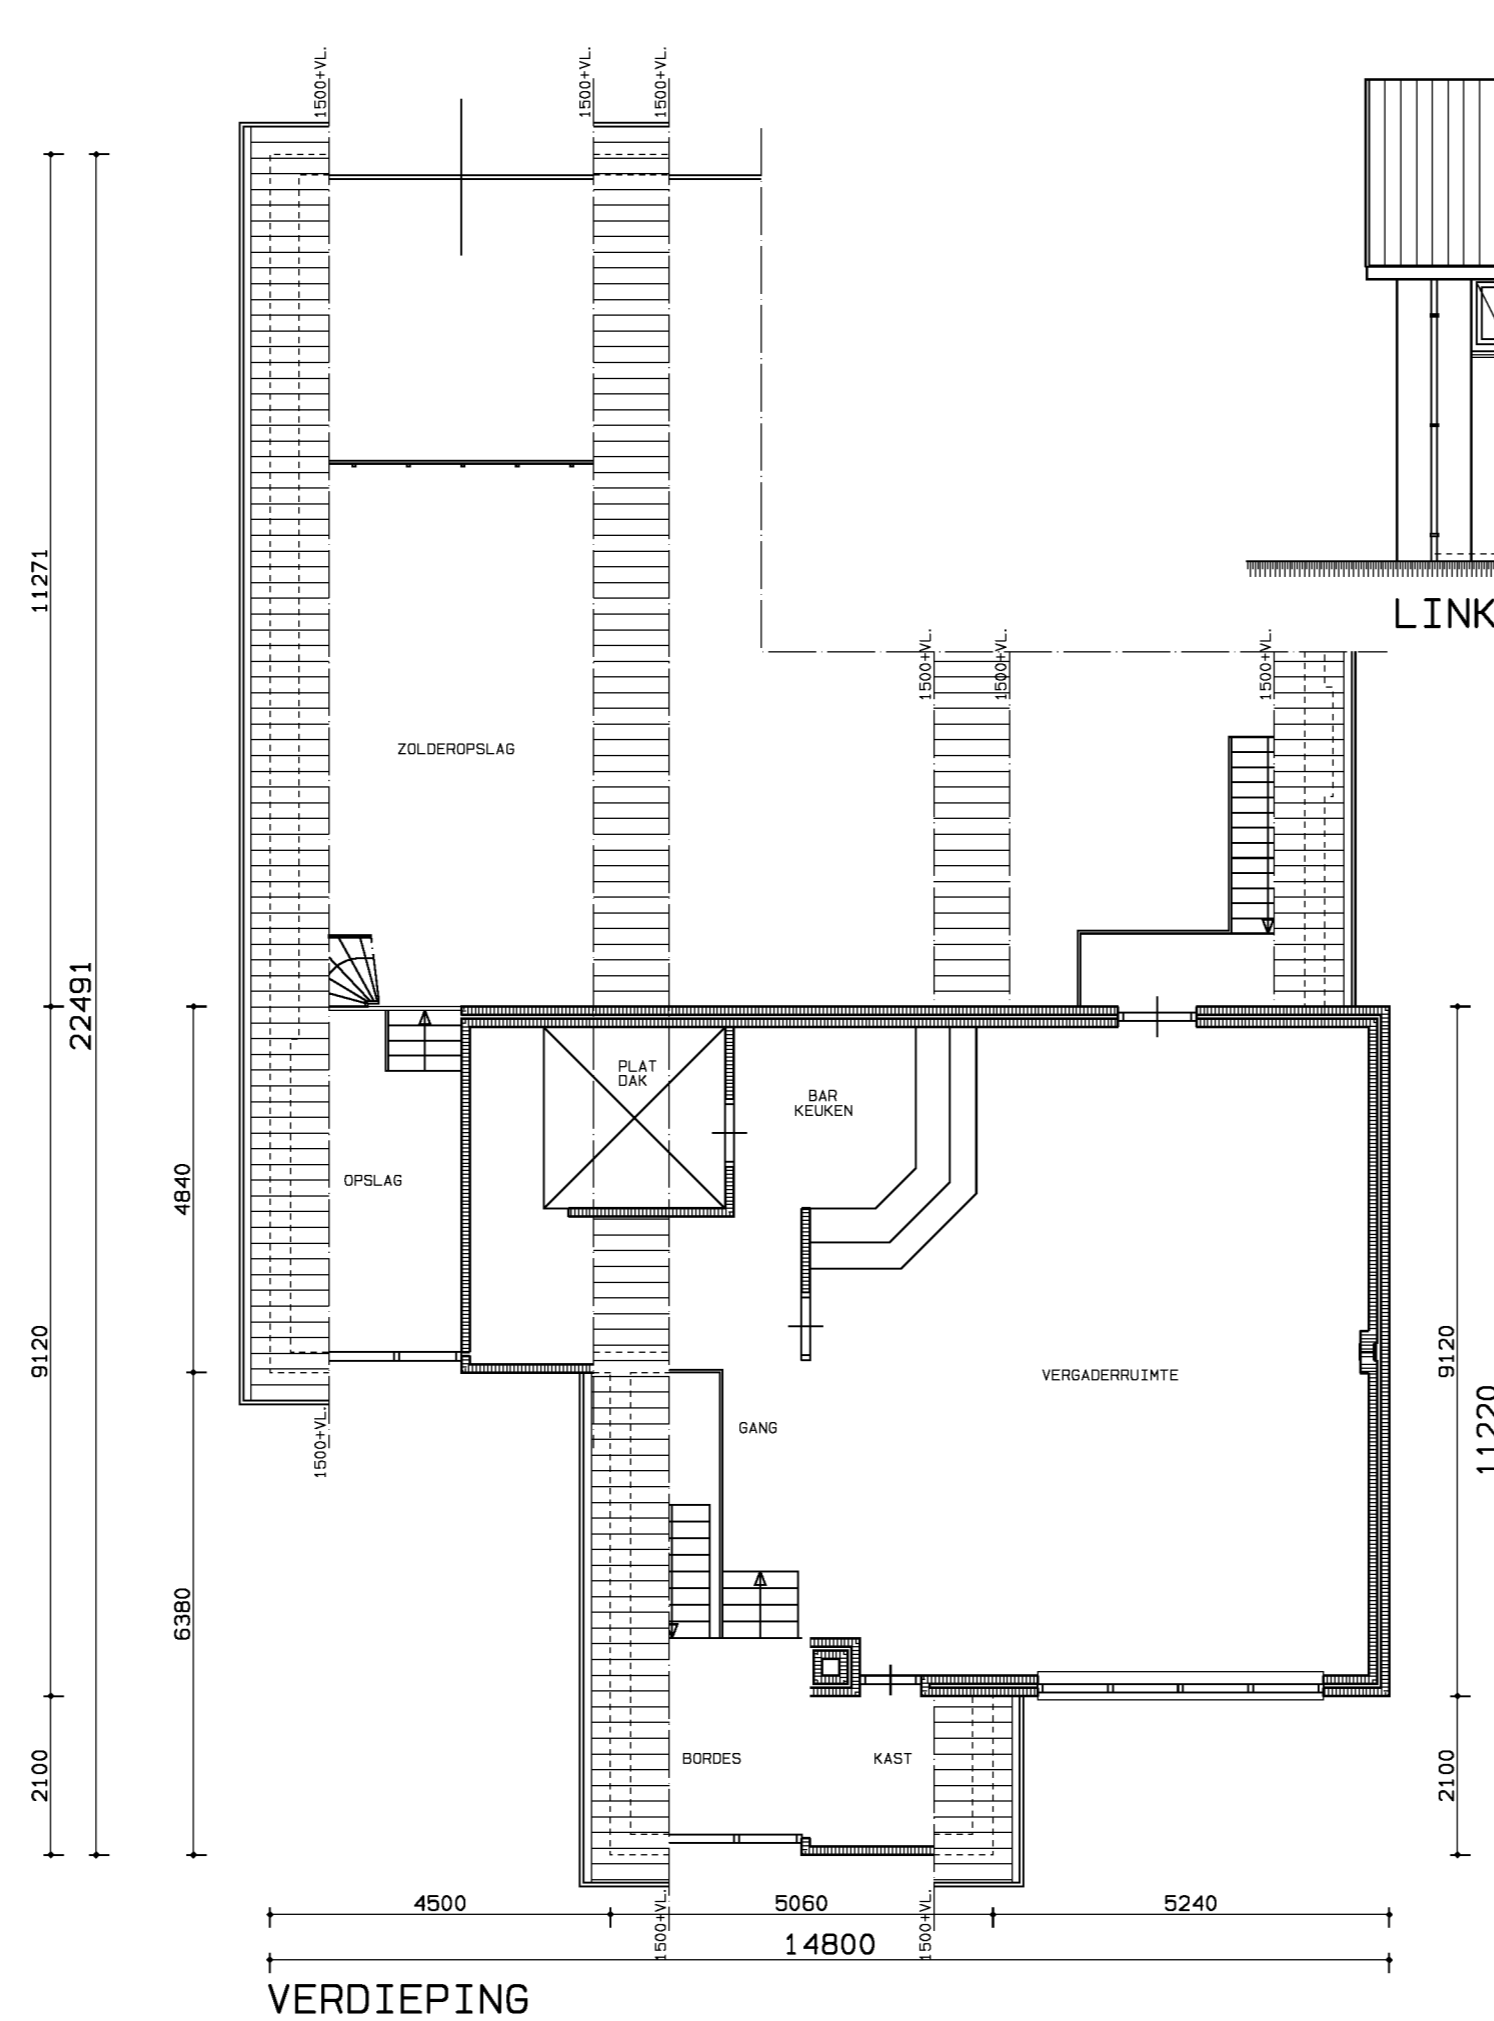 1500+VL.
1500+VL.
1500+VL.
11271
22491
LINK
1500+VL.
1500+VL.
1500+VL.
ZOLDEROPSLAG
PLAT
DAK
BAR
KEUKEN
4840
OPSLAG
9120
9120
VERGADERRUIMTE
11220
GANG
1500+VL.
6380
2100
BORDES
KAST
2100
4500
5060
5240
1500+VL.
1500+VL.
14800
VERDIEPING